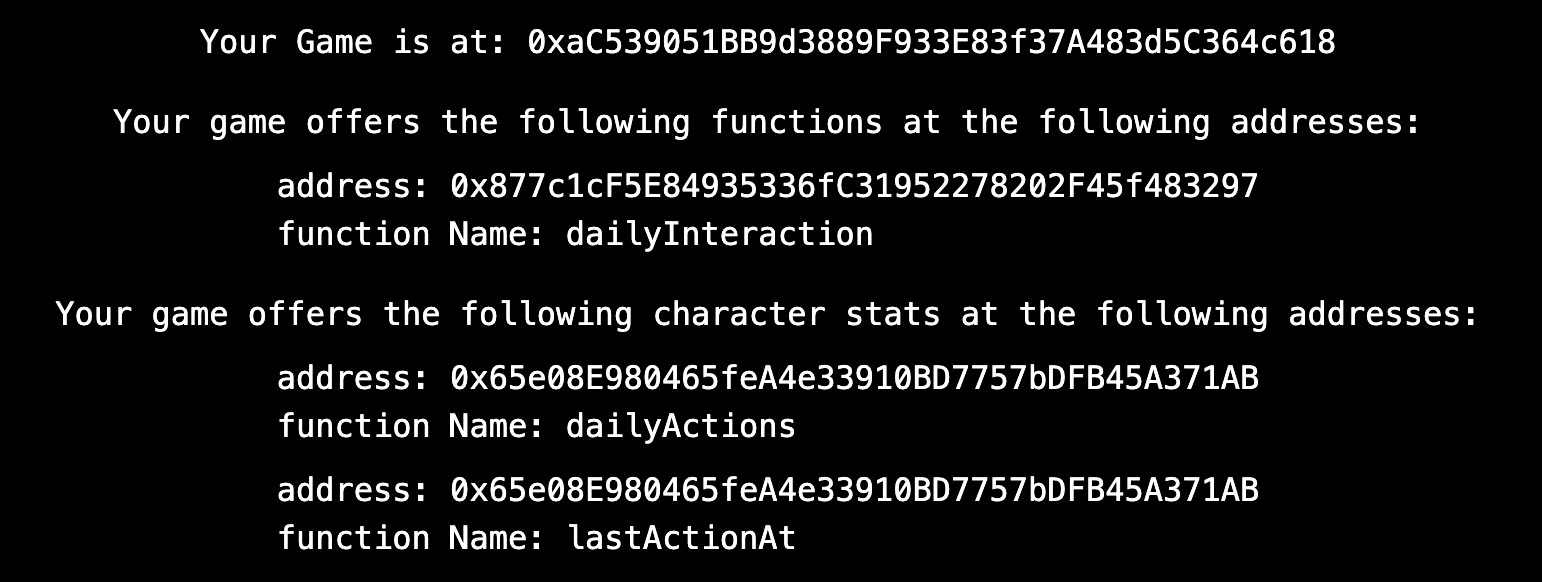 Your Game is at: 0xaC539051BB9d3889F933E83f37A483d5C364c618
Your game offers the following functions at the following addresses:
address: 0x877c1cF5E84935336fC31952278202F45f483297
function Name: dailyInteraction
Your game offers the following character stats at the following addresses:
address: 0x65e08E980465feA4e33910BD7757bDFB45A371AB
function Name: dailyActions
address: 0x65e08E980465feA4e33910BD7757bDFB45A371AB
function Name: lastActionAt